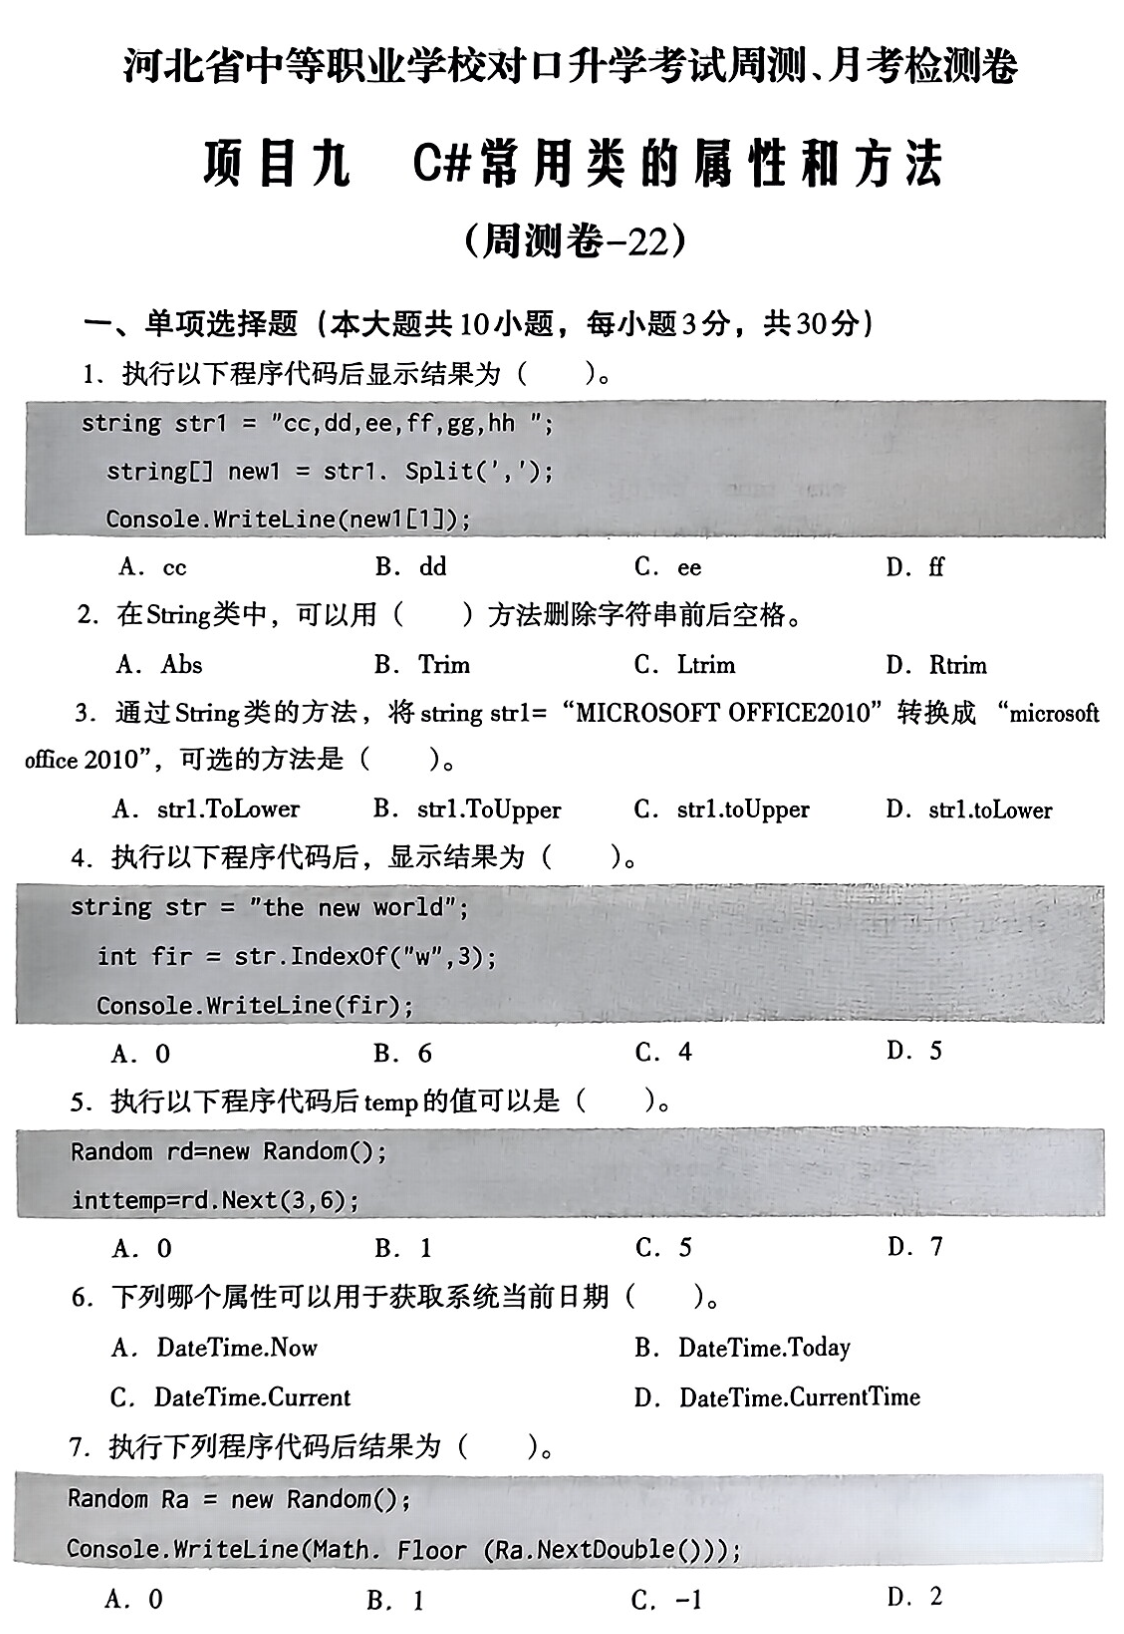 河北省中等职业学校对口升学考试周测、月考检测卷
项目九 C#常用类的属性和方法
（周测卷-22）
一、单项选择题（本大题共10小题，每小题3分，共30分）
1. 执行以下程序代码后显示结果为（ ）。
string str1 = "cc,dd,ee,ff,gg,hh ";
string[] new1 = str1. Split(',');
Console.WriteLine(new1[1]);
A. cc B. dd C. ee D. ff
2. 在String类中，可以用（ ）方法删除字符串前后空格。
A. Abs B. Trim C. Ltrim D. Rtrim
3. 通过String类的方法，将string str1=“MICROSOFT OFFICE2010”转换成“microsoft
office 2010”，可选的方法是（ ）。
A. str1.ToLower B. str1.ToUpper C. str1.toUpper D. str1.toLower
4. 执行以下程序代码后，显示结果为（ ）。
string str = "the new world";
int fir = str.IndexOf("w",3);
Console.WriteLine(fir);
A. 0 B. 6 C. 4 D. 5
5. 执行以下程序代码后temp的值可以是（ ）。
Random rd=new Random();
inttemp=rd.Next(3,6);
A. 0 B. 1 C. 5 D. 7
6. 下列哪个属性可以用于获取系统当前日期（ ）。
A. DateTime.Now B. DateTime.Today
C. DateTime.Current D. DateTime.CurrentTime
7. 执行下列程序代码后结果为（ ）。
Random Ra = new Random();
Console.WriteLine(Math. Floor (Ra.NextDouble()));
A. 0 B. 1 C. -1 D. 2